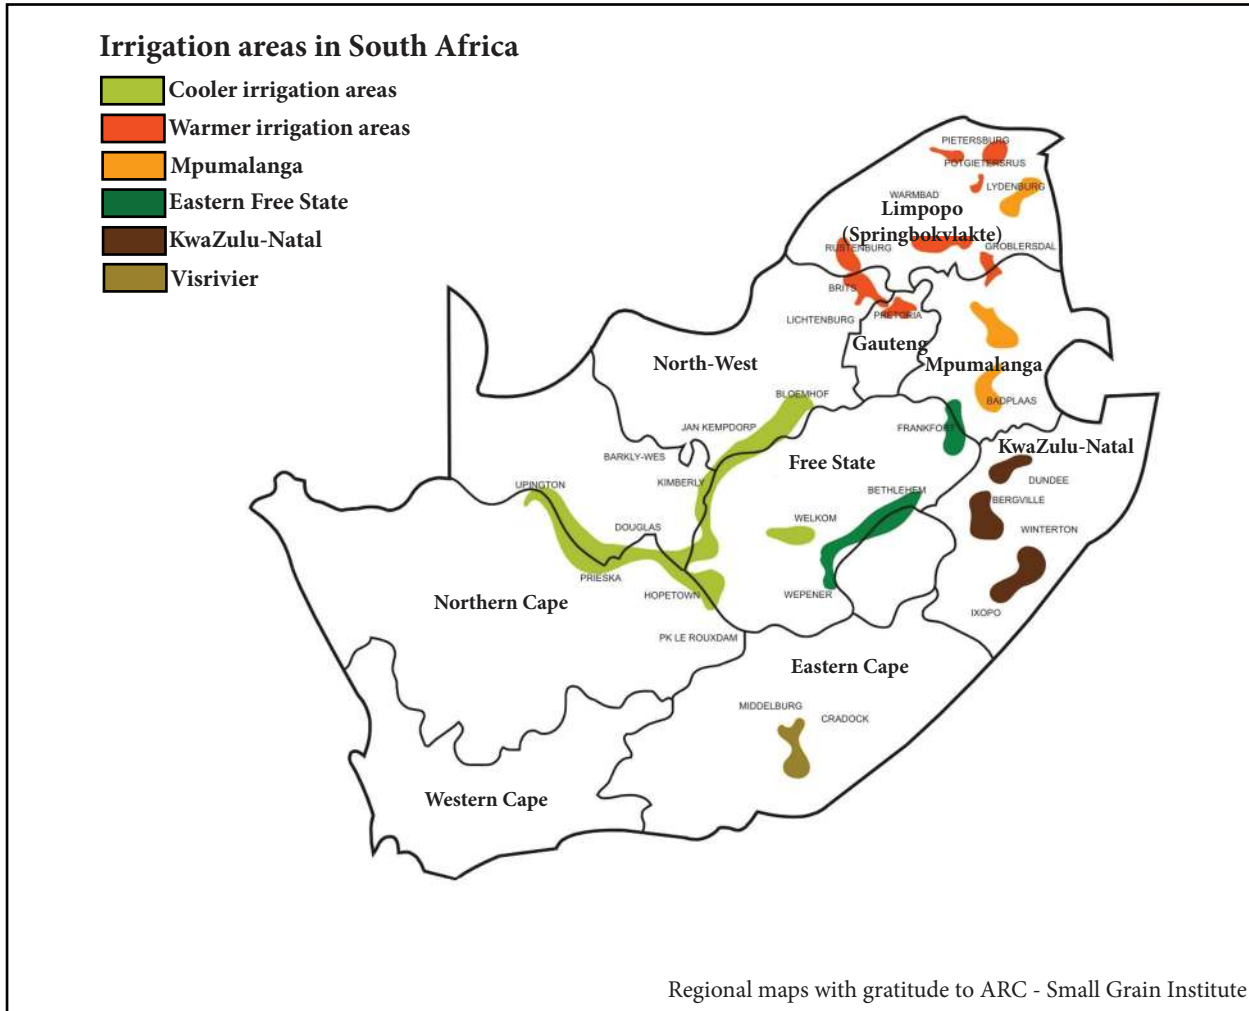 Irrigation areas in South Africa
Cooler irrigation areas
Warmer irrigation areas
Mpumalanga
Eastern Free State
KwaZulu-Natal
Visrivier
PIETERSBURG
POTGIETERSRUS
LYDENBURG
WARMBAD
Limpopo
(Springbokvlakte)
RUSTENBURG
GROBLERSDAL
BRITS
LICHTENBURG
PRETORIA
Gauteng
North-West
Mpumalanga
BLOEMHOF
BADPLAAS
JAN KEMPDORP
FRANKFORT
KwaZulu-Natal
BARKLY-WES
Free State
KIMBERLY
DUNDEE
UPINGTON
BETHLEHEM
BERGVILLE
DOUGLAS
WELKOM
WINTERTON
PRIESKA
HOPETOWN
WEPENER
Northern Cape
IXOPO
PK LE ROUXDAM
Eastern Cape
MIDDELBURG
CRADOCK
Western Cape
Regional maps with gratitude to ARC - Small Grain Institute